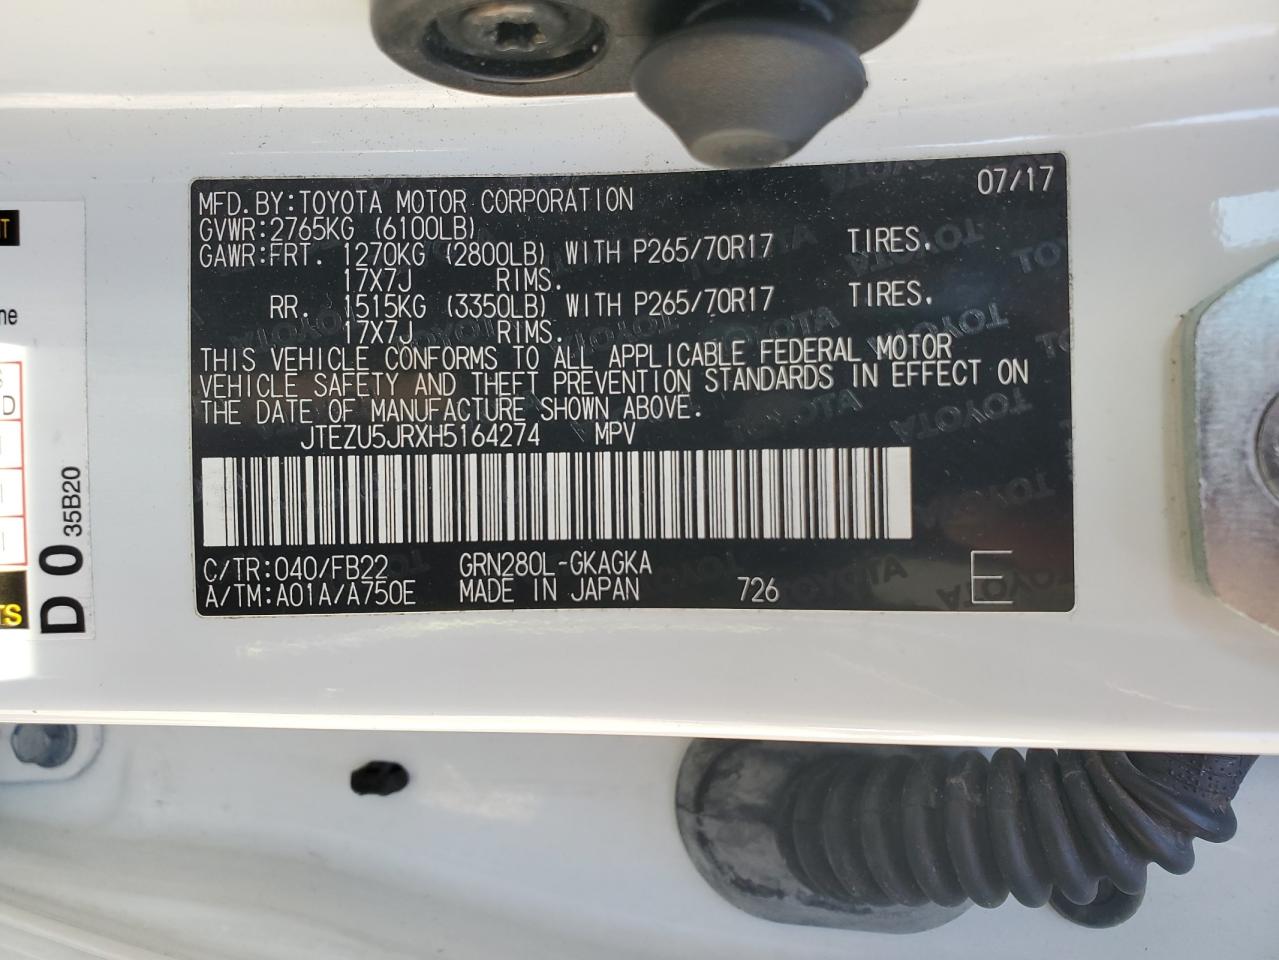 MFD.BY:TOYOTA MOTOR CORPORATION 07/17
GVWR:2765KG (6100LB)
GAWR:FRT. 1270KG (2800LB) WITH P265/70R17 TIRES.
17X7J RIMS.
RR. 1515KG (3350LB) WITH P265/70R17 TIRES.
17X7J RIMS.
THIS VEHICLE CONFORMS TO ALL APPLICABLE FEDERAL MOTOR
VEHICLE SAFETY AND THEFT PREVENTION STANDARDS IN EFFECT ON
THE DATE OF MANUFACTURE SHOWN ABOVE.
JTEZU5JRXH5164274 MPV
C/TR:040/FB22 GRN280L-GKAGKA
A/TM:A01A/A750E MADE IN JAPAN 726 E
D 0 35B20